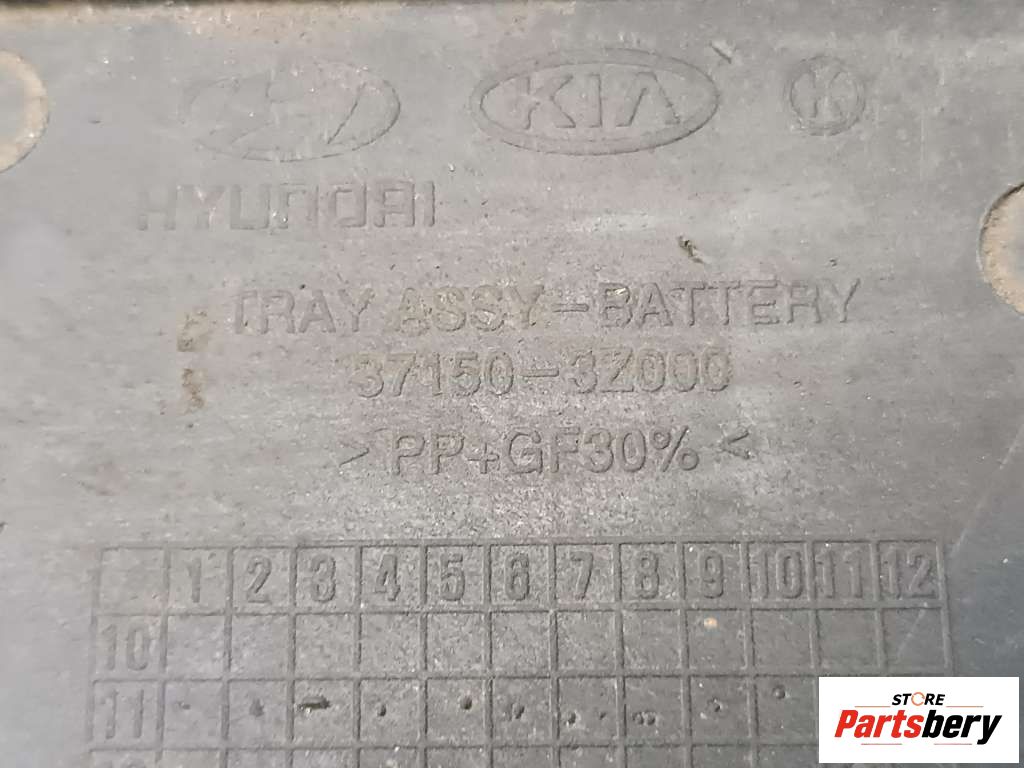 KIA K
HYUNDAI
TRAY ASSY-BATTERY
37150-3Z000
>PP+GF30%<
1 2 3 4 5 6 7 8 9 10 11 12
10
11
STORE
Partsbery